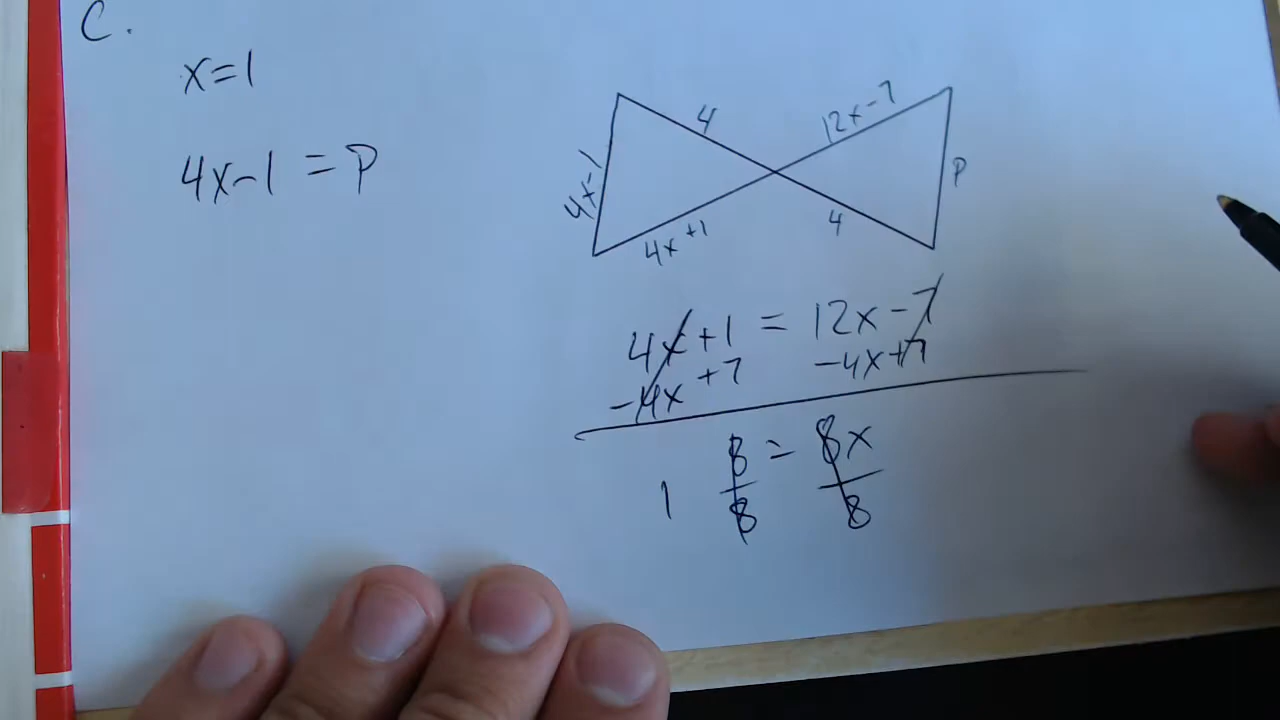 C.
x=1
4x-1 = P
4
12x-7
4x-1
P
4x+1
4
4x+1 = 12x-7
-4x +7 -4x+7
8 = 8x
1
8 8